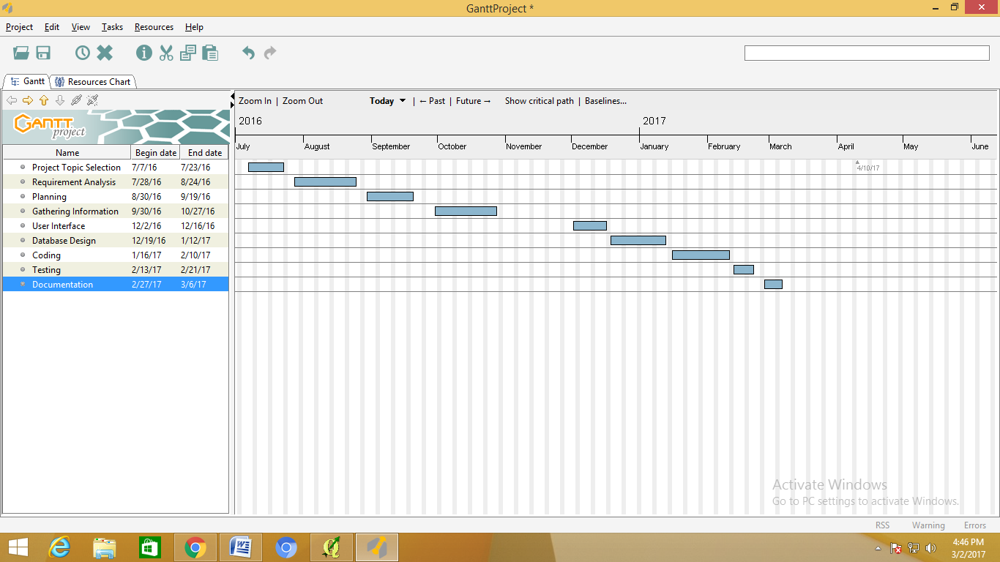 GanttProject *
Project Edit View Tasks Resources Help
Gantt Resources Chart
Zoom In | Zoom Out Today | ←Past | Future→ Show critical path | Baselines...
GANTT
project
2016 2017
July August September October November December January February March April May June
Name Begin date End date
4/10/17
Project Topic Selection 7/7/16 7/23/16
Requirement Analysis 7/28/16 8/24/16
Planning 8/30/16 9/19/16
Gathering Information 9/30/16 10/27/16
User Interface 12/2/16 12/16/16
Database Design 12/19/16 1/12/17
Coding 1/16/17 2/10/17
Testing 2/13/17 2/21/17
Documentation 2/27/17 3/6/17
Activate Windows
Go to PC settings to activate Windows.
RSS Warning Errors
4:46 PM
3/2/2017